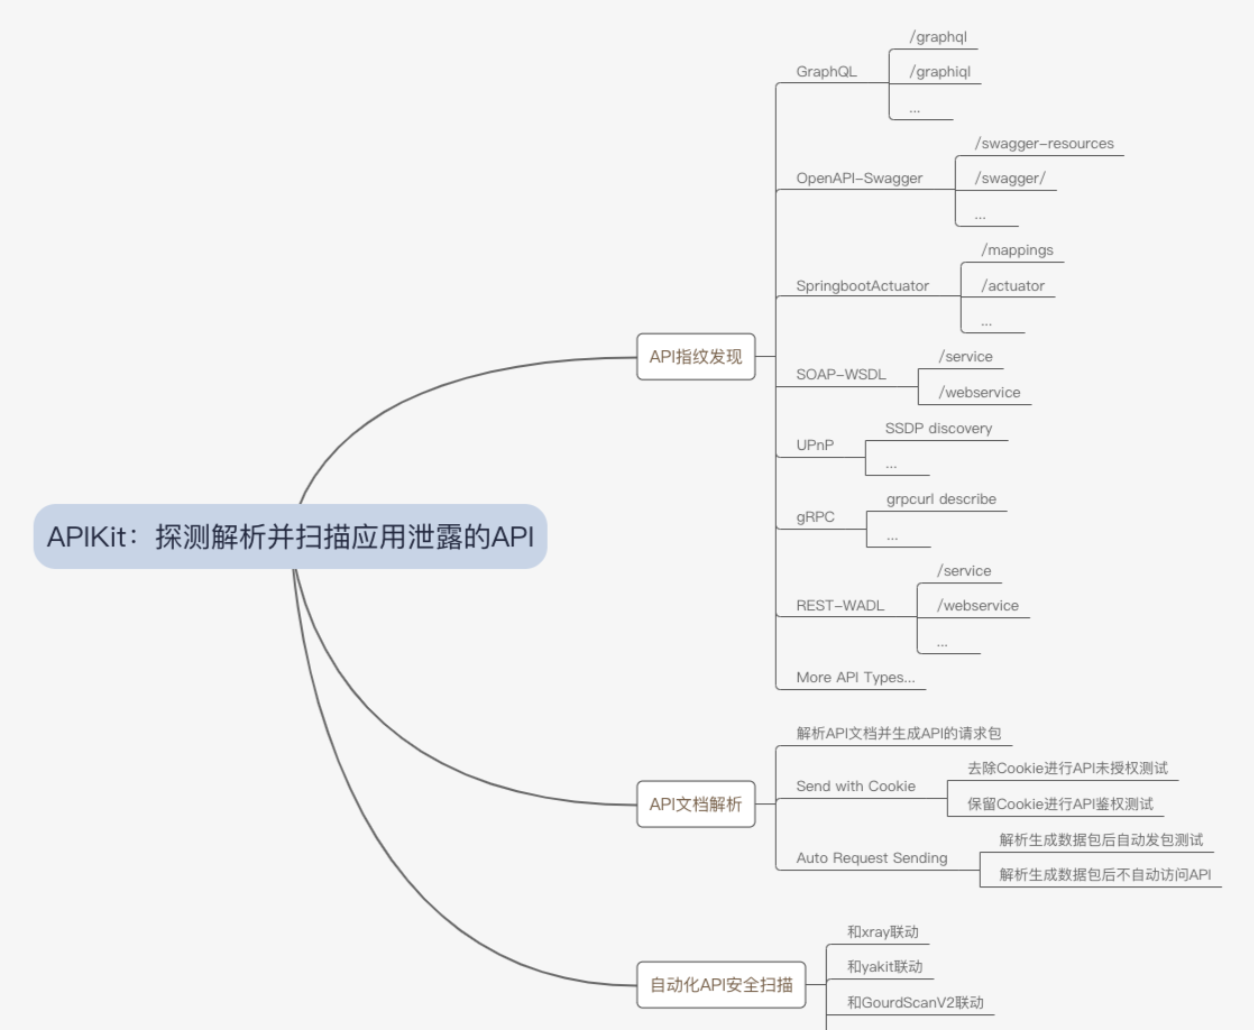 APIKit：探测解析并扫描应用泄露的API
API指纹发现
GraphQL
/graphql
/graphiql
...
OpenAPI-Swagger
/swagger-resources
/swagger/
...
SpringbootActuator
/mappings
/actuator
...
SOAP-WSDL
/service
/webservice
UPnP
SSDP discovery
...
gRPC
grpcurl describe
...
REST-WADL
/service
/webservice
...
More API Types...
API文档解析
解析API文档并生成API的请求包
Send with Cookie
去除Cookie进行API未授权测试
保留Cookie进行API鉴权测试
Auto Request Sending
解析生成数据包后自动发包测试
解析生成数据包后不自动访问API
自动化API安全扫描
和xray联动
和yakit联动
和GourdScanV2联动